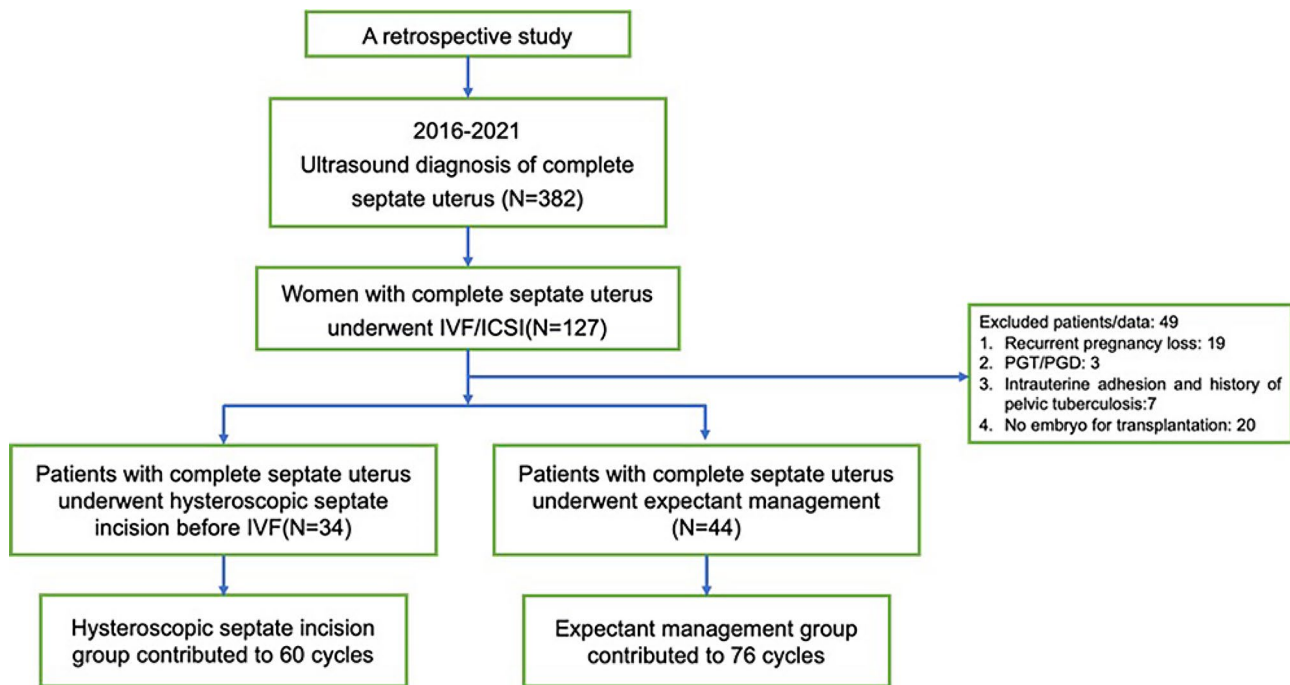 A retrospective study
2016-2021
Ultrasound diagnosis of complete
septate uterus (N=382)
Women with complete septate uterus
underwent IVF/ICSI(N=127)
Excluded patients/data: 49
1. Recurrent pregnancy loss: 19
2. PGT/PGD: 3
3. Intrauterine adhesion and history of
pelvic tuberculosis:7
4. No embryo for transplantation: 20
Patients with complete septate uterus
underwent hysteroscopic septate
incision before IVF(N=34)
Patients with complete septate uterus
underwent expectant management
(N=44)
Hysteroscopic septate incision
group contributed to 60 cycles
Expectant management group
contributed to 76 cycles